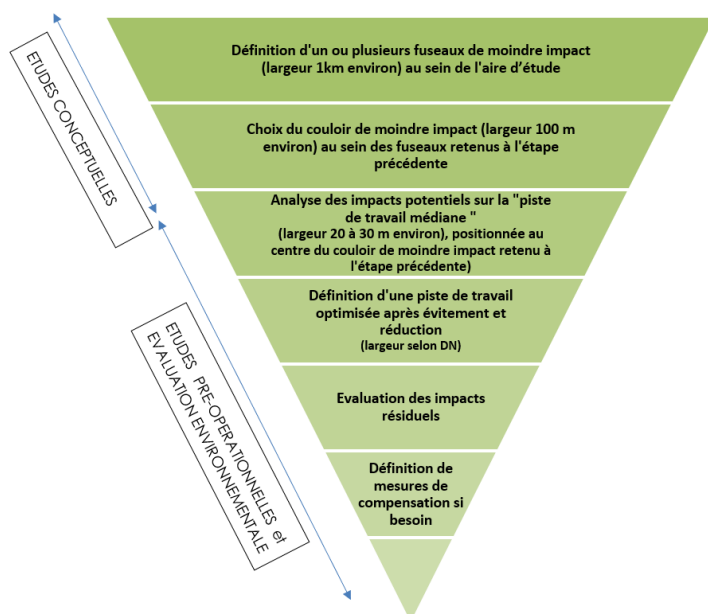 Définition d'un ou plusieurs fuseaux de moindre impact
(largeur 1km environ) au sein de l'aire d'étude
Choix du couloir de moindre impact (largeur 100 m
environ) au sein des fuseaux retenus à l'étape
précédente
Analyse des impacts potentiels sur la "piste
de travail médiane "
(largeur 20 à 30 m environ), positionnée au
centre du couloir de moindre impact retenu à
l'étape précédente)
Définition d'une piste de travail
optimisée après évitement et
réduction
(largeur selon DN)
Evaluation des impacts
résiduels
Définition de
mesures de
compensation si
besoin
ETUDES CONCEPTUELLES
ETUDES PRE-OPERATIONNELLES et
EVALUATION ENVIRONNEMENTALE